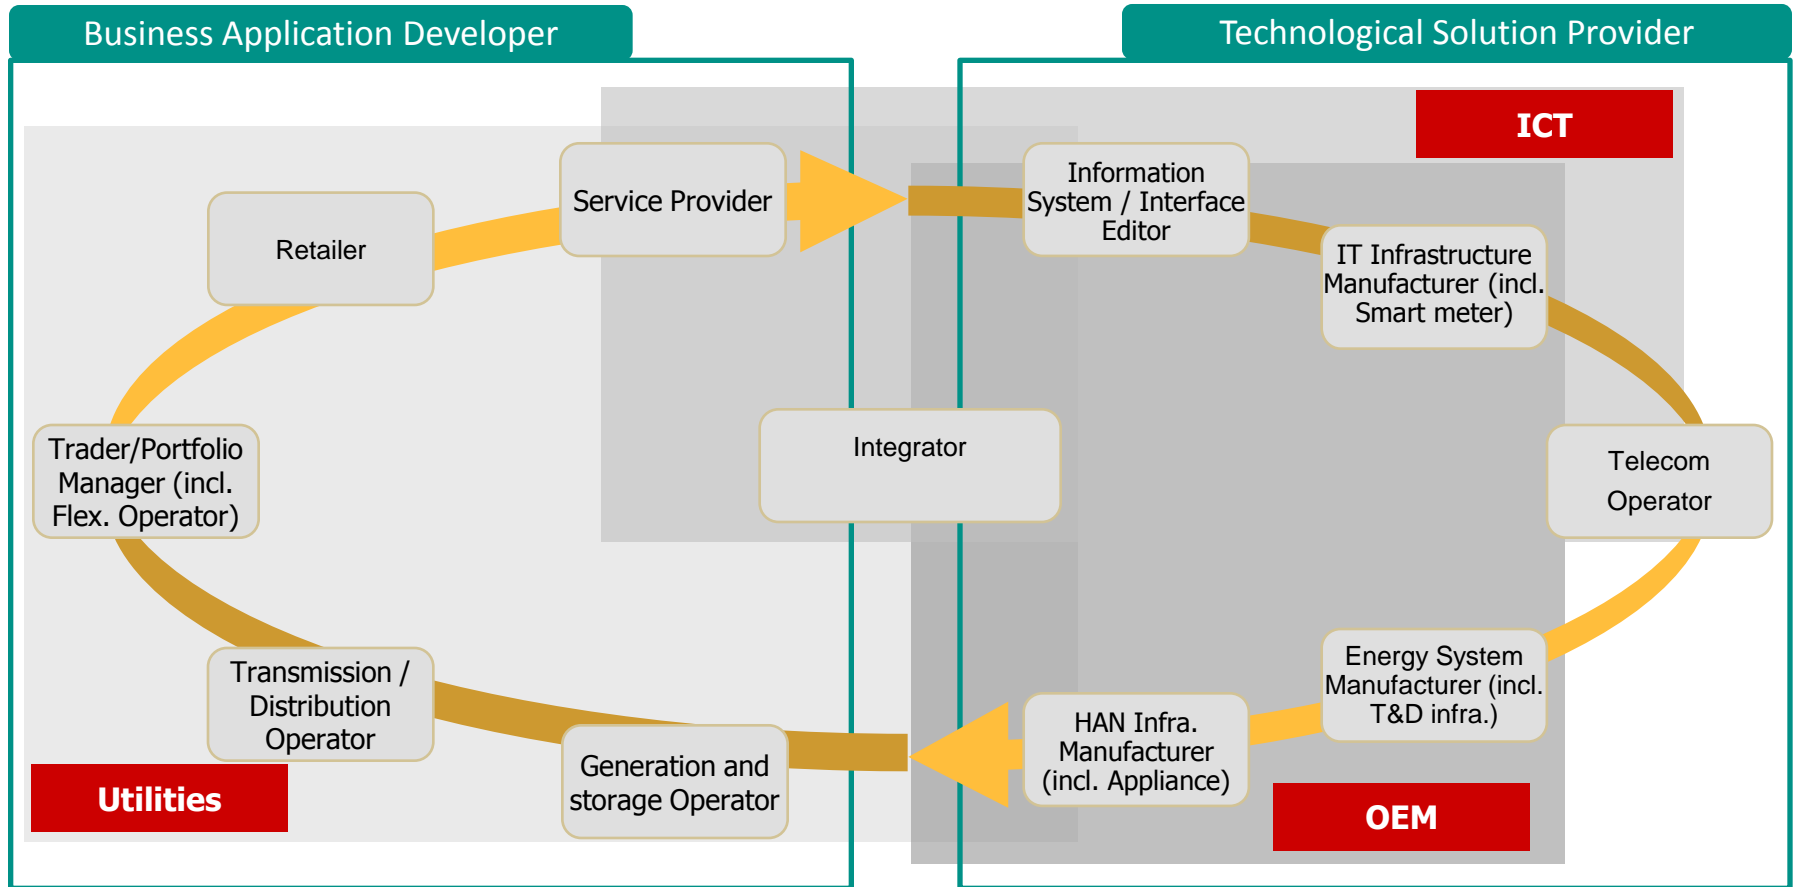 Business Application Developer
Technological Solution Provider
ICT
Service Provider
Information
System / Interface
Editor
Retailer
IT Infrastructure
Manufacturer (incl.
Smart meter)
Trader/Portfolio
Manager (incl.
Flex. Operator)
Integrator
Telecom
Operator
Transmission /
Distribution
Operator
Energy System
Manufacturer (incl.
T&D infra.)
Generation and
storage Operator
HAN Infra.
Manufacturer
(incl. Appliance)
Utilities
OEM